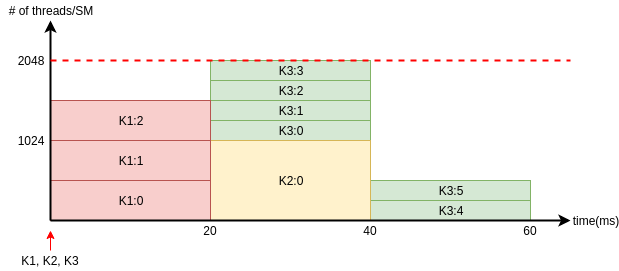 # of threads/SM
2048
K3:3
K3:2
K1:2
K3:1
K3:0
1024
K1:1
K2:0
K3:5
K1:0
K3:4
time(ms)
20
40
60
K1, K2, K3